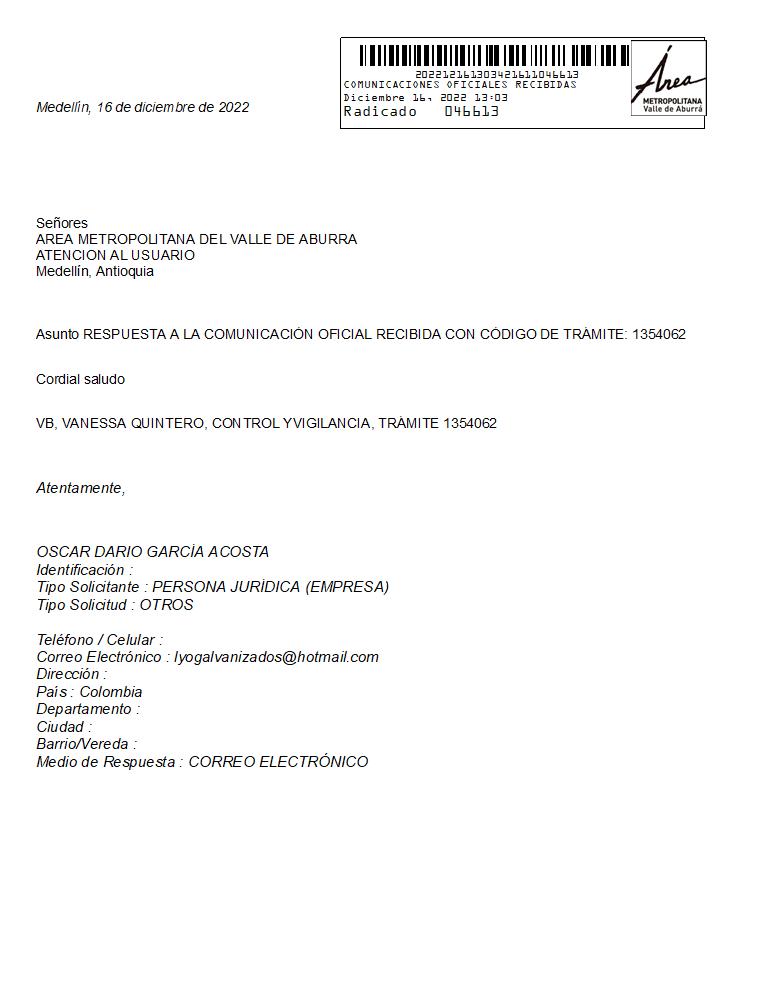 202212161303421611046613
COMUNICACIONES OFICIALES RECIBIDAS
Diciembre 16, 2022 13:03
Radicado 046613
Área
METROPOLITANA
Valle de Aburrá
Medellín, 16 de diciembre de 2022
Señores
AREA METROPOLITANA DEL VALLE DE ABURRA
ATENCION AL USUARIO
Medellín, Antioquia
Asunto RESPUESTA A LA COMUNICACIÓN OFICIAL RECIBIDA CON CÓDIGO DE TRÁMITE: 1354062
Cordial saludo
VB, VANESSA QUINTERO, CONTROL YVIGILANCIA, TRÁMITE 1354062
Atentamente,
OSCAR DARIO GARCÍA ACOSTA
Identificación :
Tipo Solicitante : PERSONA JURÍDICA (EMPRESA)
Tipo Solicitud : OTROS
Teléfono / Celular :
Correo Electrónico : lyogalvanizados@hotmail.com
Dirección :
País : Colombia
Departamento :
Ciudad :
Barrio/Vereda :
Medio de Respuesta : CORREO ELECTRÓNICO